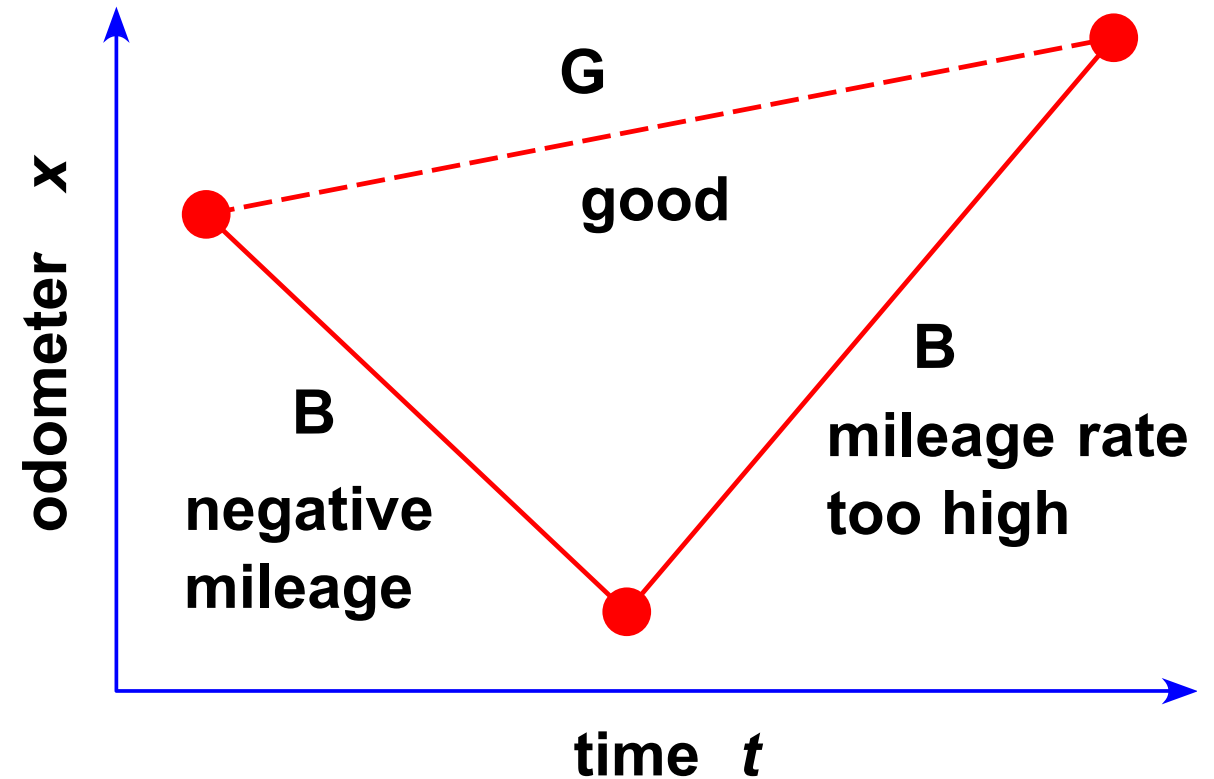 G
good
odometer x
B
mileage rate
too high
B
negative
mileage
time t